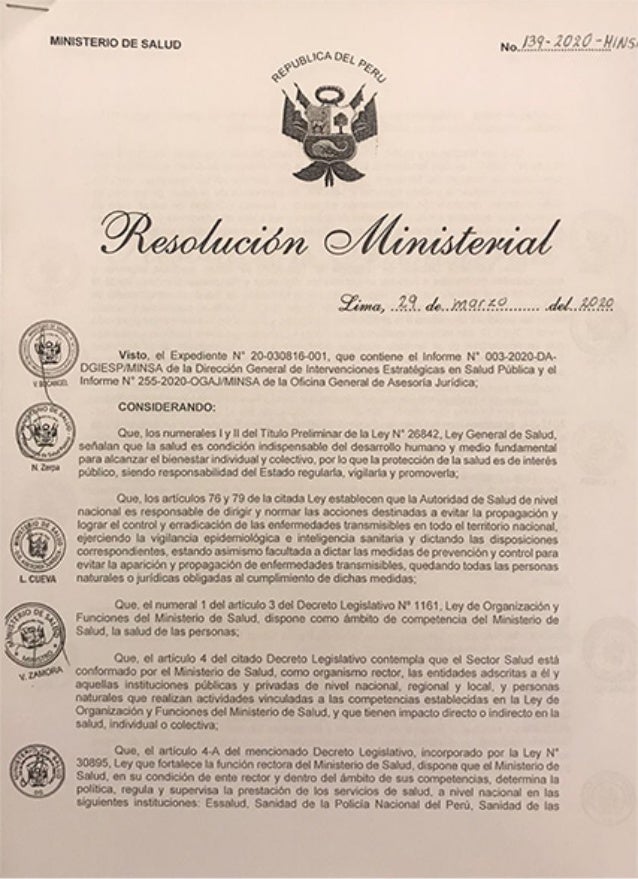 MINISTERIO DE SALUD
No. 139-2020-MINSA
REPUBLICA DEL PERU
Resolución Ministerial
Lima, 29 de marzo del 2020
Visto, el Expediente N° 20-030816-001, que contiene el Informe N° 003-2020-DA-
DGIESP/MINSA de la Dirección General de Intervenciones Estratégicas en Salud Pública y el
Informe N° 255-2020-OGAJ/MINSA de la Oficina General de Asesoría Jurídica;
V. BOCANGEL
CONSIDERANDO:
Que, los numerales I y II del Título Preliminar de la Ley N° 26842, Ley General de Salud,
señalan que la salud es condición indispensable del desarrollo humano y medio fundamental
para alcanzar el bienestar individual y colectivo, por lo que la protección de la salud es de interés
público, siendo responsabilidad del Estado regularla, vigilarla y promoverla;
N. Zerpa
Que, los artículos 76 y 79 de la citada Ley establecen que la Autoridad de Salud de nivel
nacional es responsable de dirigir y normar las acciones destinadas a evitar la propagación y
lograr el control y erradicación de las enfermedades transmisibles en todo el territorio nacional,
ejerciendo la vigilancia epidemiológica e inteligencia sanitaria y dictando las disposiciones
correspondientes, estando asimismo facultada a dictar las medidas de prevención y control para
evitar la aparición y propagación de enfermedades transmisibles, quedando todas las personas
naturales o jurídicas obligadas al cumplimiento de dichas medidas;
L. CUEVA
Que, el numeral 1 del artículo 3 del Decreto Legislativo N° 1161, Ley de Organización y
Funciones del Ministerio de Salud, dispone como ámbito de competencia del Ministerio de
Salud, la salud de las personas;
MINISTERIO DE SALUD
MINISTRO
V. ZAMORA
Que, el artículo 4 del citado Decreto Legislativo contempla que el Sector Salud está
conformado por el Ministerio de Salud, como organismo rector, las entidades adscritas a él y
aquellas instituciones públicas y privadas de nivel nacional, regional y local, y personas
naturales que realizan actividades vinculadas a las competencias establecidas en la Ley de
Organización y Funciones del Ministerio de Salud, y que tienen impacto directo o indirecto en la
salud, individual o colectiva;
Que, el artículo 4-A del mencionado Decreto Legislativo, incorporado por la Ley N°
30895, Ley que fortalece la función rectora del Ministerio de Salud, dispone que el Ministerio de
Salud, en su condición de ente rector y dentro del ámbito de sus competencias, determina la
política, regula y supervisa la prestación de los servicios de salud, a nivel nacional en las
siguientes instituciones: Essalud, Sanidad de la Policía Nacional del Perú, Sanidad de las